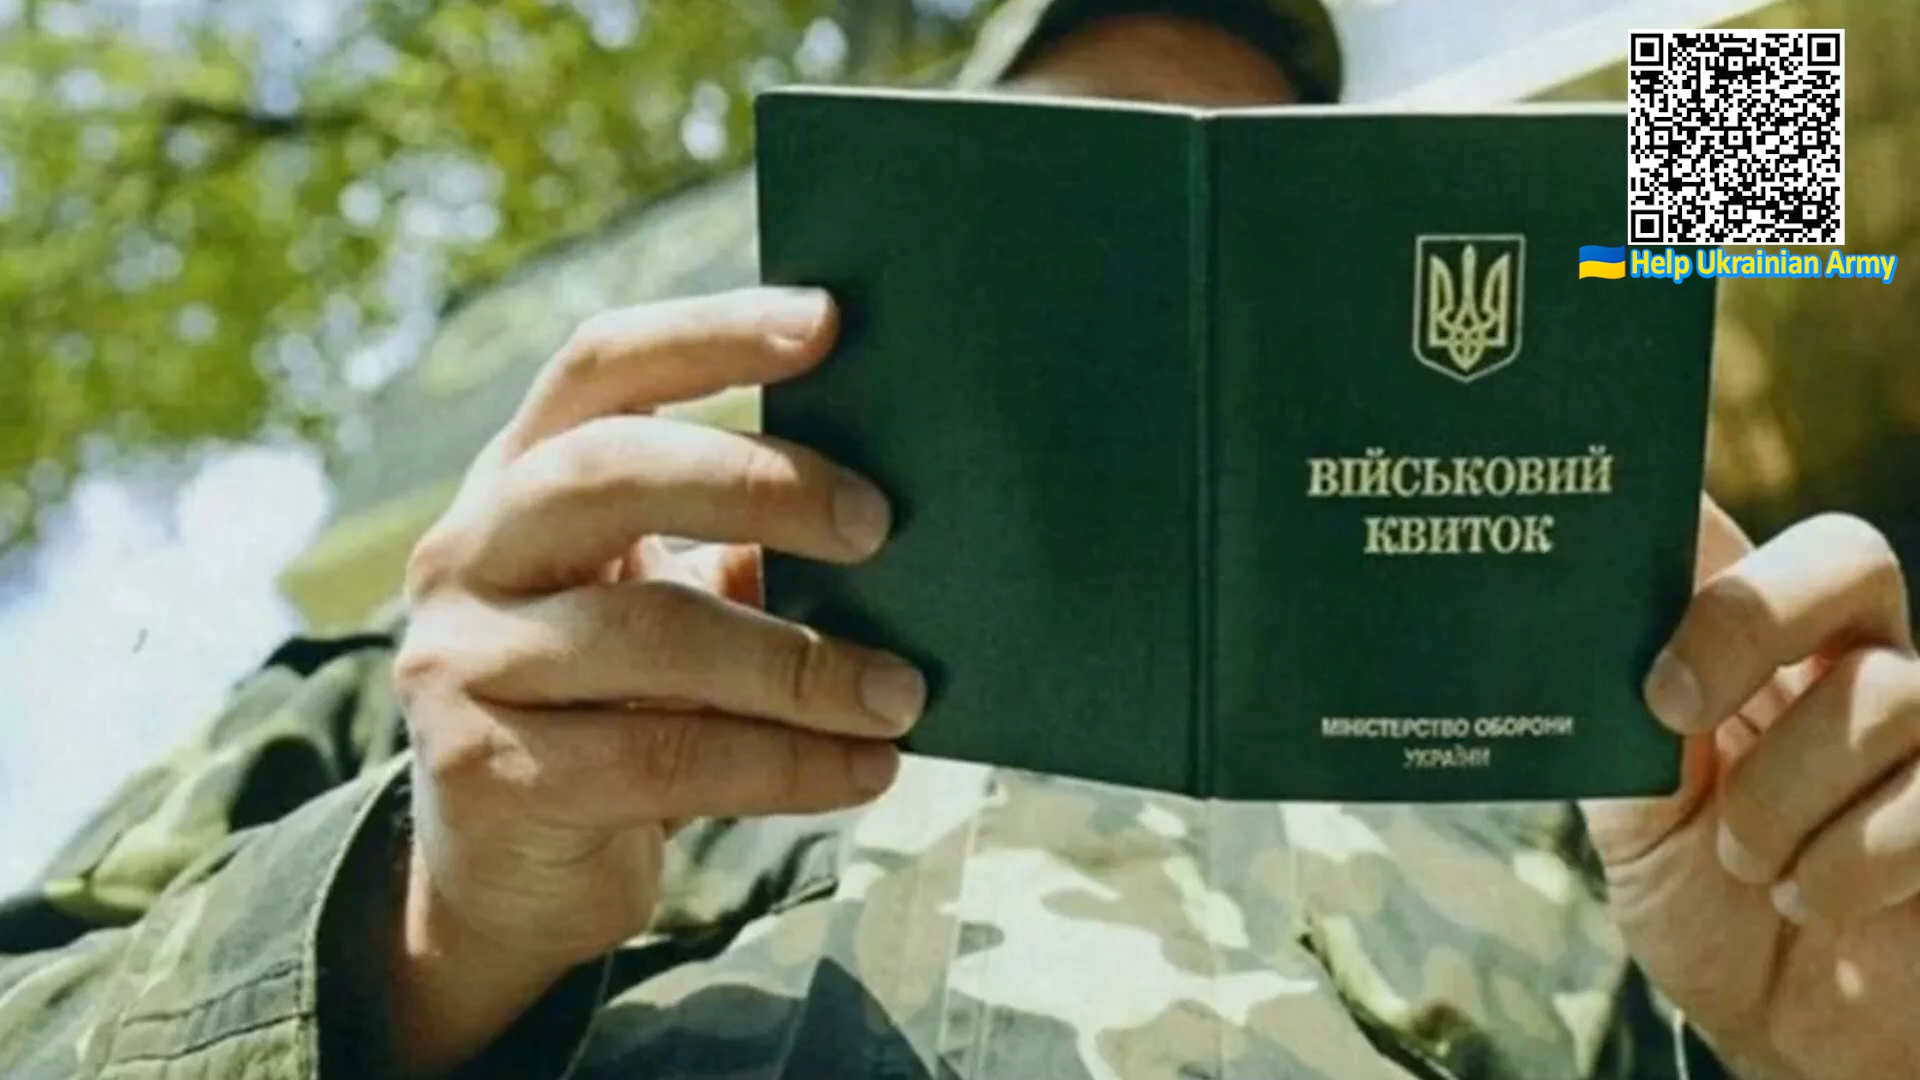 Help Ukrainian Army
ВІЙСЬКОВИЙ
КВИТОК
МІНІСТЕРСТВО ОБОРОНИ
УКРАЇНИ